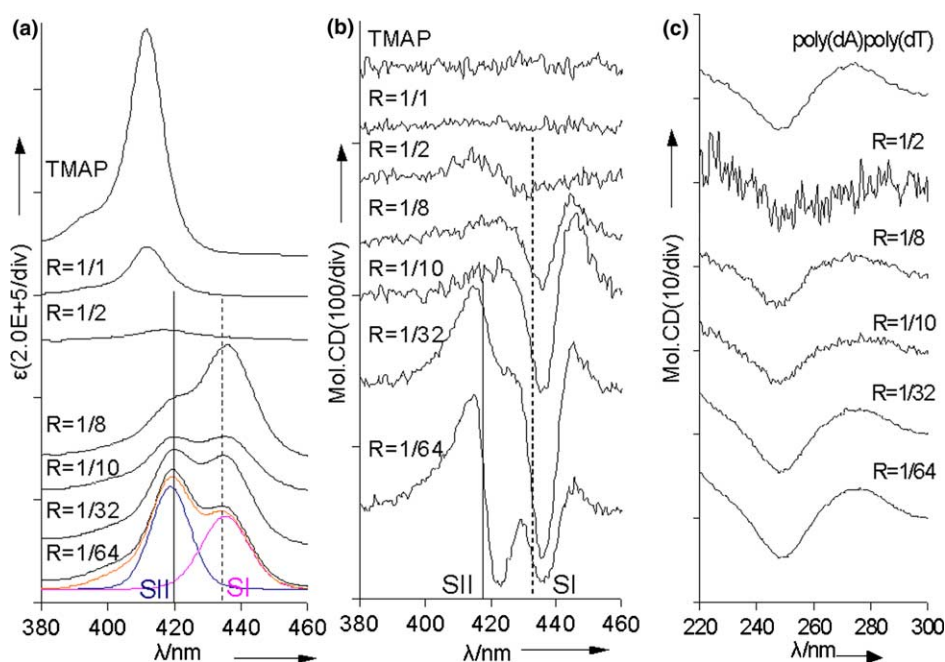 (a)
TMAP
R=1/1
R=1/2
R=1/8
R=1/10
R=1/32
R=1/64
SII
SI
ε(2.0E+5/div)
380 400 420 440 460
λ/nm
(b)
TMAP
R=1/1
R=1/2
R=1/8
R=1/10
R=1/32
R=1/64
SII
SI
Mol.CD(100/div)
380 400 420 440 460
λ/nm
(c)
poly(dA)poly(dT)
R=1/2
R=1/8
R=1/10
R=1/32
R=1/64
Mol.CD(10/div)
220 240 260 280 300
λ/nm